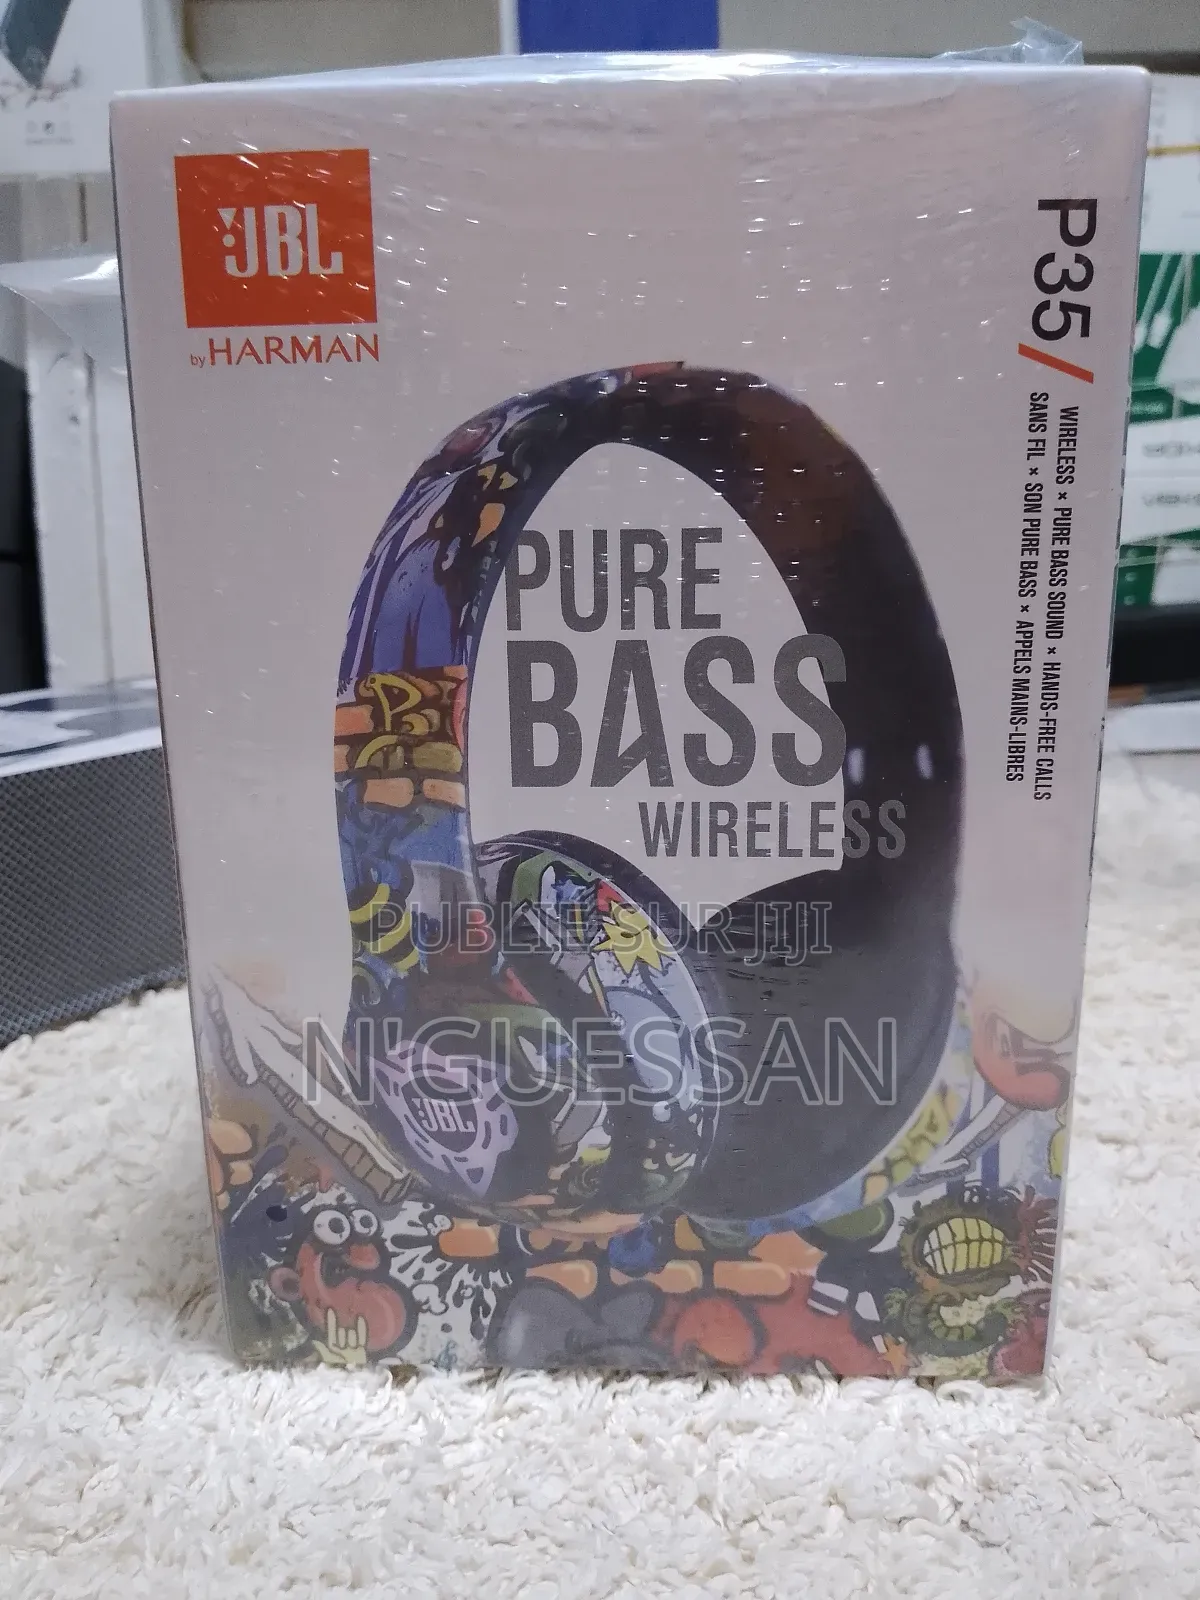 JBL
by HARMAN
P35/
WIRELESS × PURE BASS SOUND × HANDS-FREE CALLS
SANS FIL × SON PURE BASS × APPELS MAINS-LIBRES
PURE
BASS
WIRELESS
PUBLIE SUR JIJI
N'GUESSAN
JBL